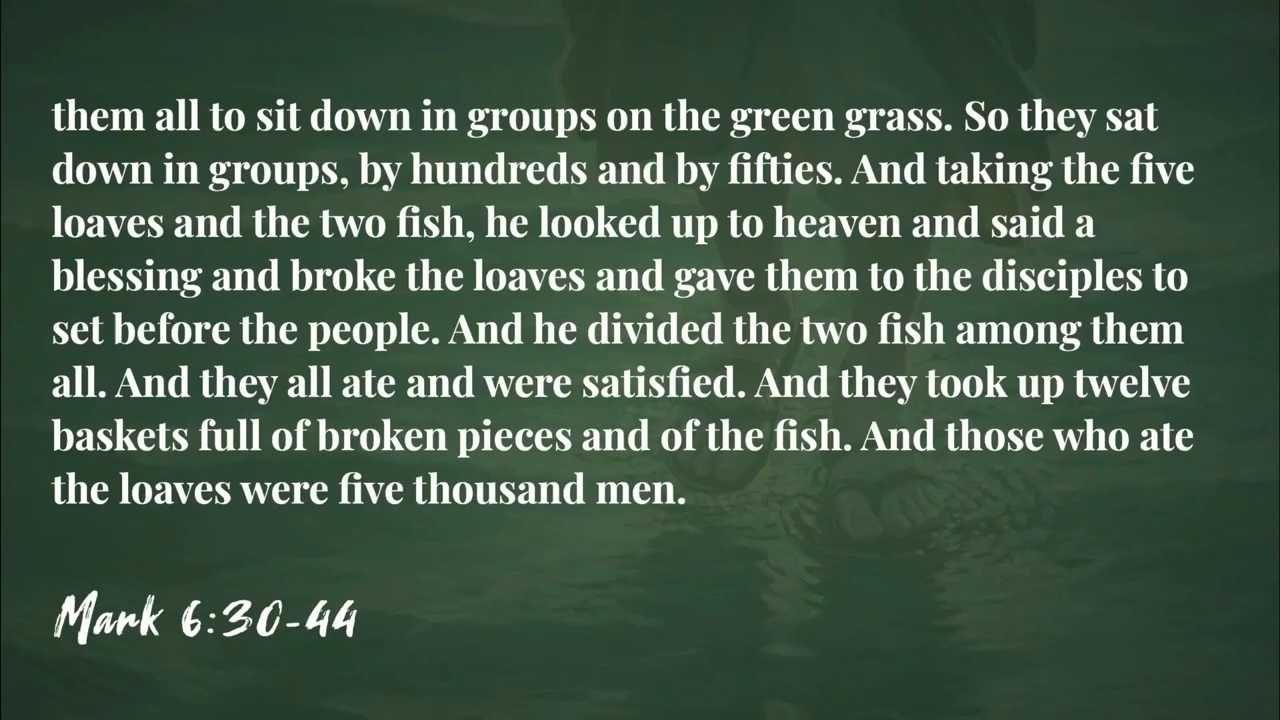 them all to sit down in groups on the green grass. So they sat
down in groups, by hundreds and by fifties. And taking the five
loaves and the two fish, he looked up to heaven and said a
blessing and broke the loaves and gave them to the disciples to
set before the people. And he divided the two fish among them
all. And they all ate and were satisfied. And they took up twelve
baskets full of broken pieces and of the fish. And those who ate
the loaves were five thousand men.
Mark 6:30-44